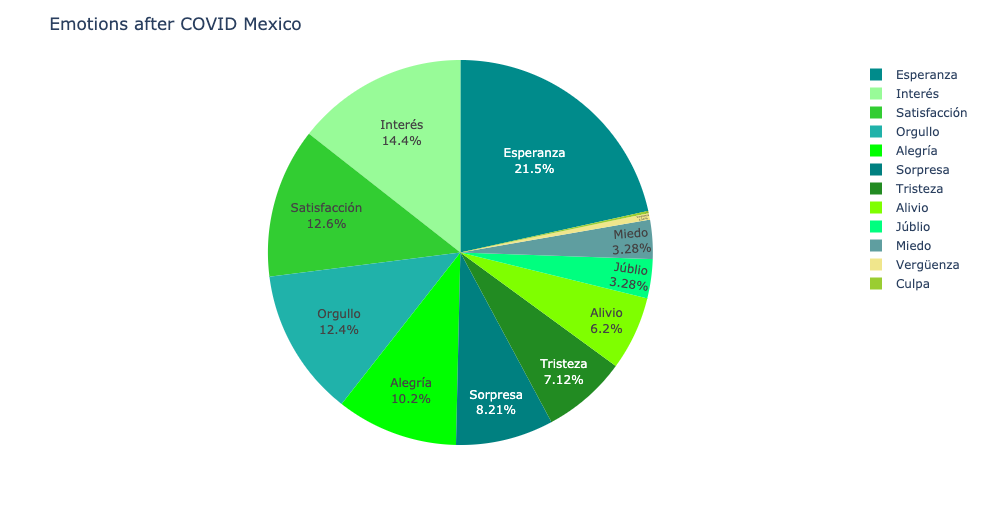 Emotions after COVID Mexico
Esperanza
21.5%
Interés
14.4%
Satisfacción
12.6%
Orgullo
12.4%
Alegría
10.2%
Sorpresa
8.21%
Tristeza
7.12%
Alivio
6.2%
Júblio
3.28%
Miedo
3.28%
Esperanza
Interés
Satisfacción
Orgullo
Alegría
Sorpresa
Tristeza
Alivio
Júblio
Miedo
Vergüenza
Culpa